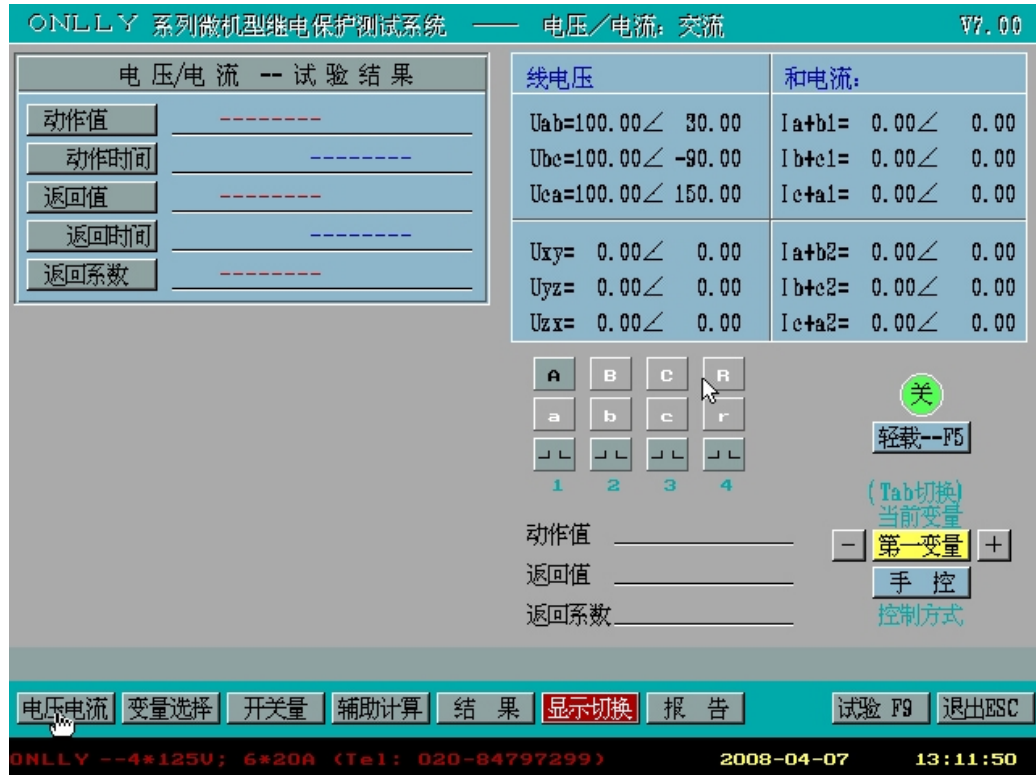 ONLLY 系列微机型继电保护测试系统 —— 电压/电流: 交流 V7.00
电 压/电 流 -- 试 验 结 果
动作值 --------
动作时间 --------
返回值 --------
返回时间 --------
返回系数 --------
线电压
Uab=100.00∠ 30.00
Ubc=100.00∠ -90.00
Uca=100.00∠ 150.00
Uxy= 0.00∠ 0.00
Uyz= 0.00∠ 0.00
Uzx= 0.00∠ 0.00
和电流:
Ia+b1= 0.00∠ 0.00
Ib+c1= 0.00∠ 0.00
Ic+a1= 0.00∠ 0.00
Ia+b2= 0.00∠ 0.00
Ib+c2= 0.00∠ 0.00
Ic+a2= 0.00∠ 0.00
A B C R
a b c r
1 2 3 4
动作值
返回值
返回系数
关
轻载--F5
(Tab切换)
当前变量
- 第一变量 +
手 控
控制方式
电压电流 变量选择 开关量 辅助计算 结 果 显示切换 报 告 试验 F9 退出ESC
ONLLY --4*125V; 6*20A (Tel: 020-84797299) 2008-04-07 13:11:50